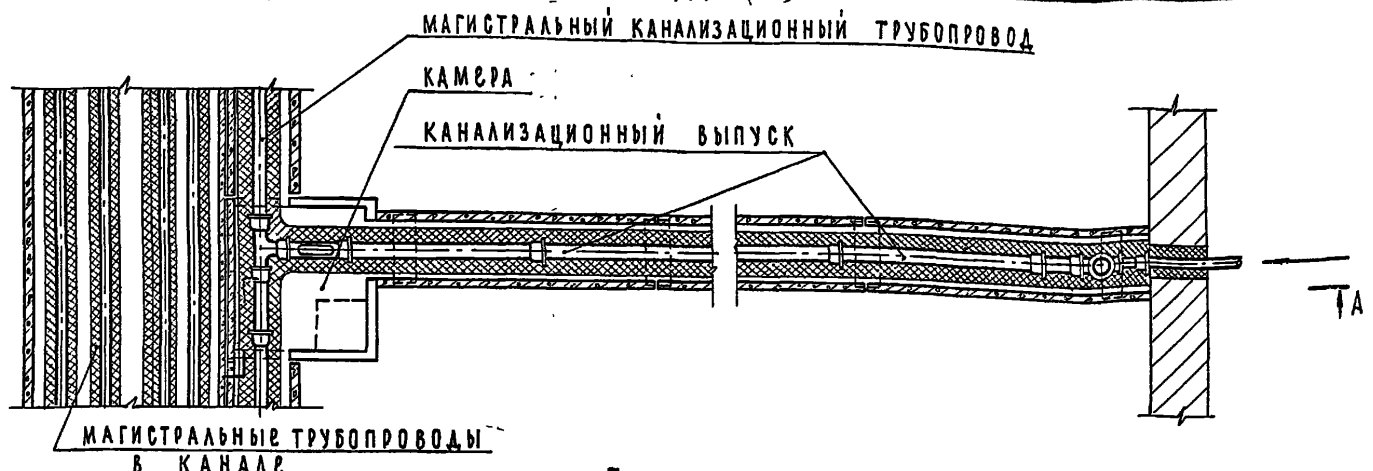 МАГИСТРАЛЬНЫЙ КАНАЛИЗАЦИОННЫЙ ТРУБОПРОВОД
КАМЕРА
КАНАЛИЗАЦИОННЫЙ ВЫПУСК
А
МАГИСТРАЛЬНЫЕ ТРУБОПРОВОДЫ
В КАНАЛЕ